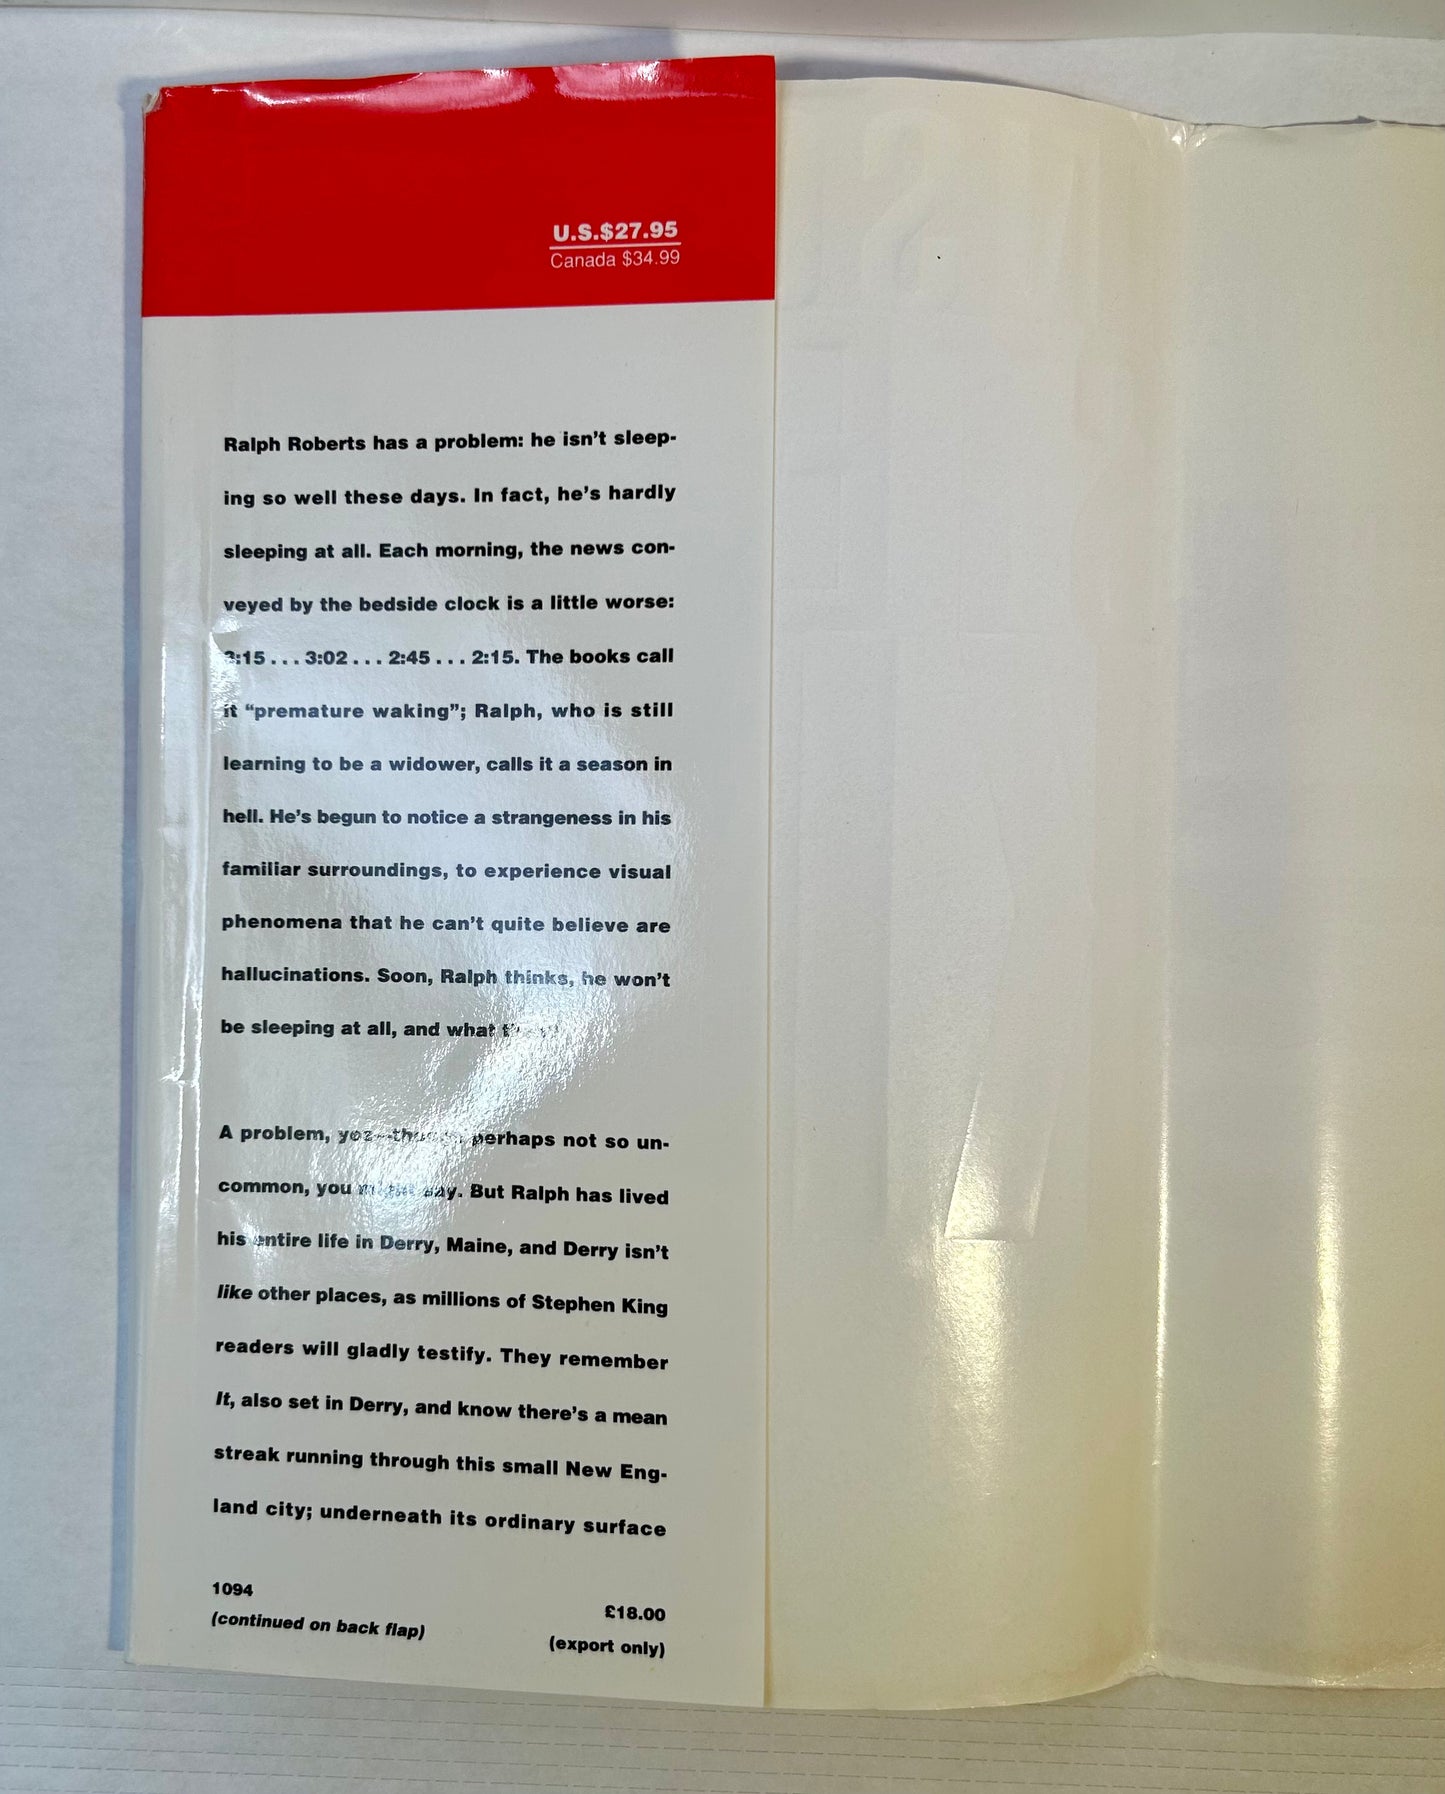 U.S.$27.95
Canada $34.99
Ralph Roberts has a problem: he isn't sleep-
ing so well these days. In fact, he's hardly
sleeping at all. Each morning, the news con-
veyed by the bedside clock is a little worse:
3:15 . . . 3:02 . . . 2:45 . . . 2:15. The books call
it “premature waking”; Ralph, who is still
learning to be a widower, calls it a season in
hell. He's begun to notice a strangeness in his
familiar surroundings, to experience visual
phenomena that he can't quite believe are
hallucinations. Soon, Ralph thinks, he won't
be sleeping at all, and what
A problem, yes—though perhaps not so un-
common, you might say. But Ralph has lived
his entire life in Derry, Maine, and Derry isn't
like other places, as millions of Stephen King
readers will gladly testify. They remember
It, also set in Derry, and know there's a mean
streak running through this small New Eng-
land city; underneath its ordinary surface
1094
(continued on back flap)
£18.00
(export only)